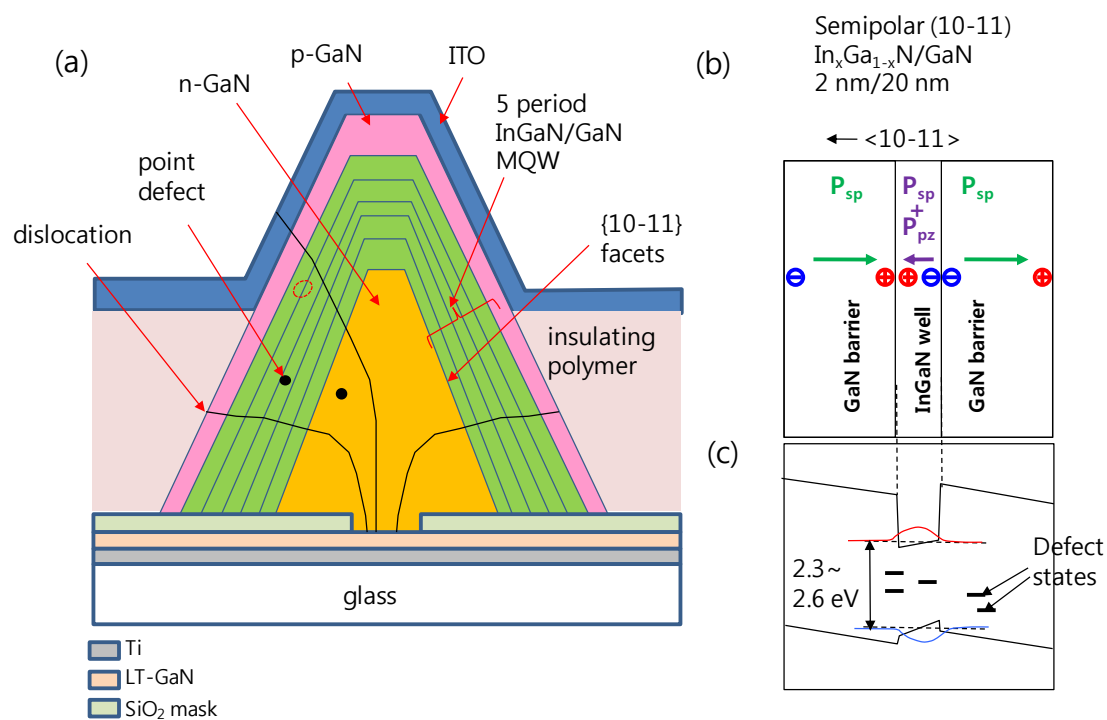 (a)
p-GaN
ITO
n-GaN
5 period
InGaN/GaN
MQW
point
defect
dislocation
{10-11}
facets
insulating
polymer
glass
Ti
LT-GaN
SiO₂ mask
Semipolar (10-11)
InₓGa₁₋ₓN/GaN
2 nm/20 nm
(b)
<10-11>
Pₛₚ
Pₛₚ
+
Pₚz
Pₛₚ
GaN barrier
InGaN well
GaN barrier
(c)
2.3~
2.6 eV
Defect
states